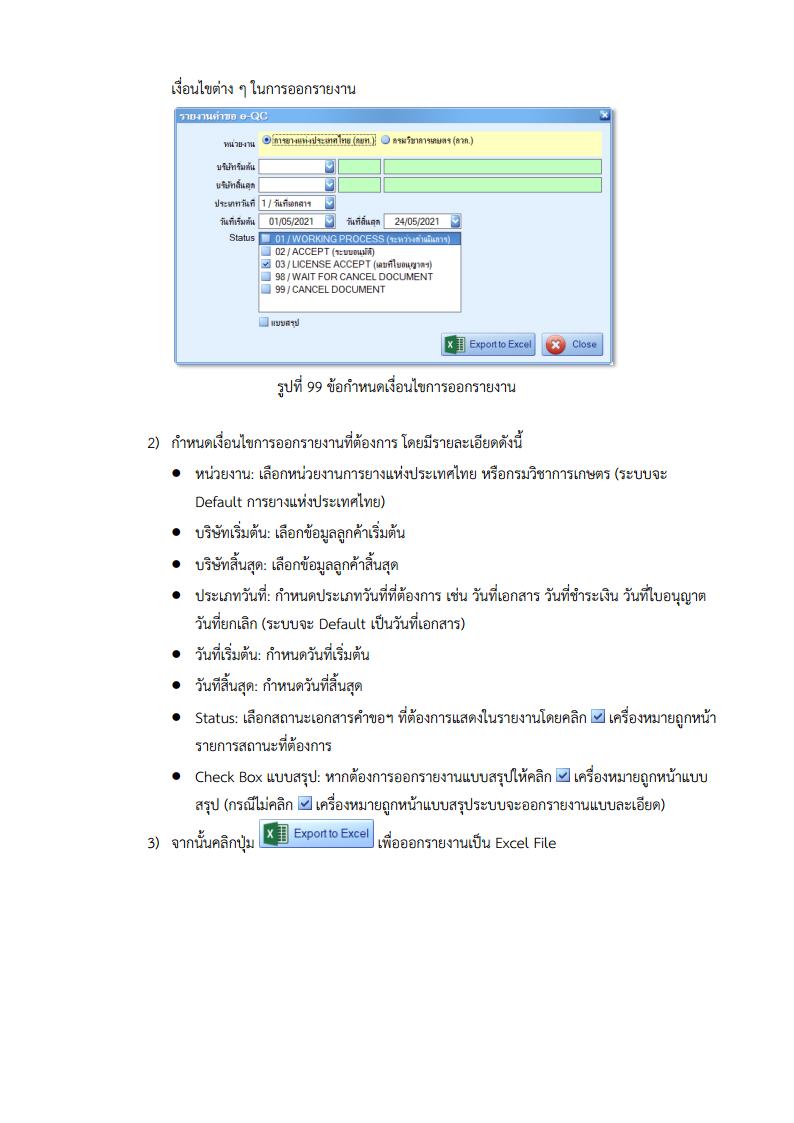 เงื่อนไขต่าง ๆ ในการออกรายงาน
รายงานคำขอ e-QC
หน่วยงาน การยางแห่งประเทศไทย (กยท.) กรมวิชาการเกษตร (กวก.)
บริษัทเริ่มต้น
บริษัทสิ้นสุด
ประเภทวันที่ 1 / วันที่เอกสาร
วันที่เริ่มต้น 01/05/2021 วันที่สิ้นสุด 24/05/2021
Status 01 / WORKING PROCESS (ระหว่างดำเนินการ)
02 / ACCEPT (ระบบอนุมัติ)
03 / LICENSE ACCEPT (เลขที่ใบอนุญาตฯ)
98 / WAIT FOR CANCEL DOCUMENT
99 / CANCEL DOCUMENT
แบบสรุป
Export to Excel Close
รูปที่ 99 ข้อกำหนดเงื่อนไขการออกรายงาน
2) กำหนดเงื่อนไขการออกรายงานที่ต้องการ โดยมีรายละเอียดดังนี้
● หน่วยงาน: เลือกหน่วยงานการยางแห่งประเทศไทย หรือกรมวิชาการเกษตร (ระบบจะ
Default การยางแห่งประเทศไทย)
● บริษัทเริ่มต้น: เลือกข้อมูลลูกค้าเริ่มต้น
● บริษัทสิ้นสุด: เลือกข้อมูลลูกค้าสิ้นสุด
● ประเภทวันที่: กำหนดประเภทวันที่ที่ต้องการ เช่น วันที่เอกสาร วันที่ชำระเงิน วันที่ใบอนุญาต
วันที่ยกเลิก (ระบบจะ Default เป็นวันที่เอกสาร)
● วันที่เริ่มต้น: กำหนดวันที่เริ่มต้น
● วันทีสิ้นสุด: กำหนดวันที่สิ้นสุด
● Status: เลือกสถานะเอกสารคำขอฯ ที่ต้องการแสดงในรายงานโดยคลิก เครื่องหมายถูกหน้า
รายการสถานะที่ต้องการ
● Check Box แบบสรุป: หากต้องการออกรายงานแบบสรุปให้คลิก เครื่องหมายถูกหน้าแบบ
สรุป (กรณีไม่คลิก เครื่องหมายถูกหน้าแบบสรุประบบจะออกรายงานแบบละเอียด)
3) จากนั้นคลิกปุ่ม Export to Excel เพื่อออกรายงานเป็น Excel File